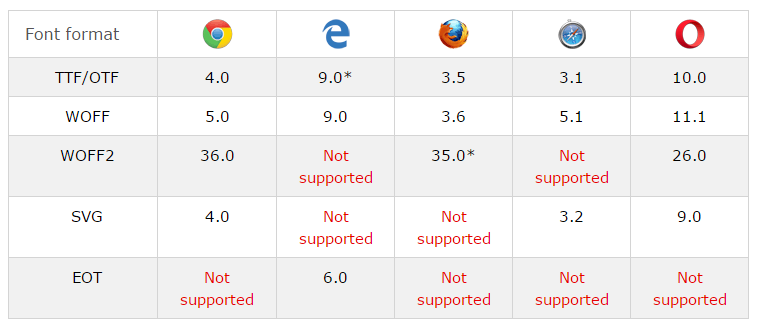 Font format
TTF/OTF 4.0 9.0* 3.5 3.1 10.0
WOFF 5.0 9.0 3.6 5.1 11.1
WOFF2 36.0 Not supported 35.0* Not supported 26.0
SVG 4.0 Not supported Not supported 3.2 9.0
EOT Not supported 6.0 Not supported Not supported Not supported